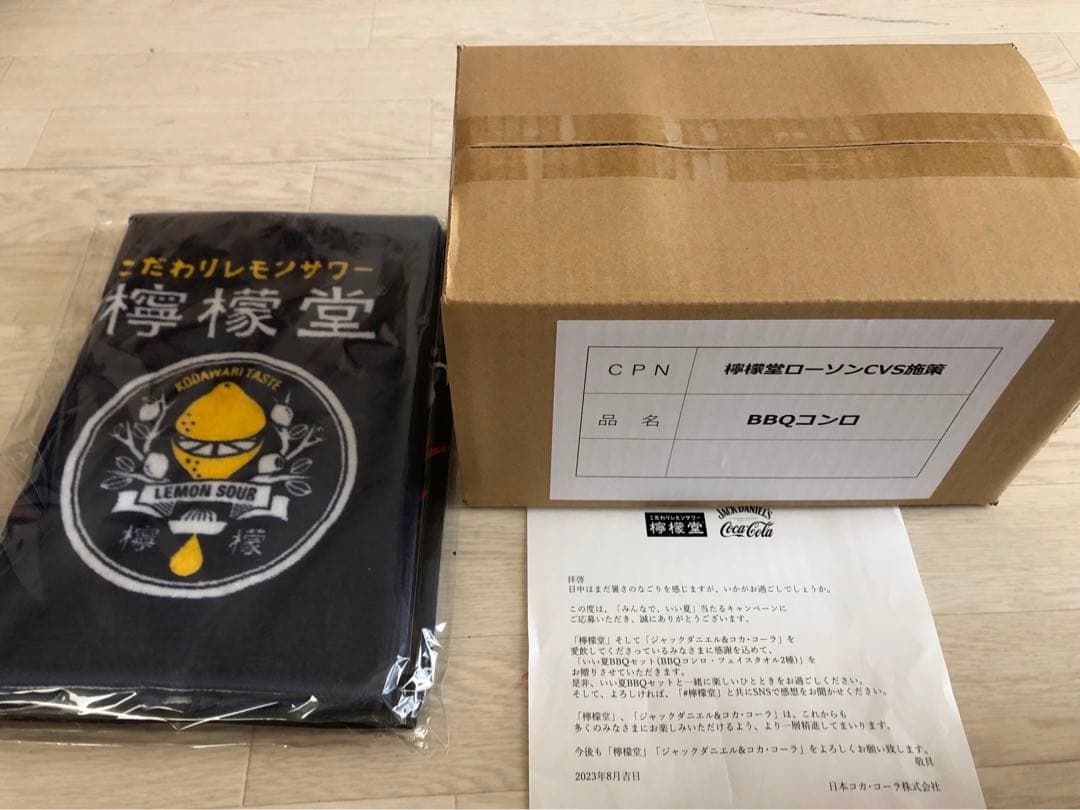 こだわりレモンサワー
檸檬堂
KODAWARI TASTE
LEMON SOUR
檸 檬
CPN 檸檬堂ローソンCVS施策
品 名 BBQコンロ
こだわりレモンサワー
檸檬堂
JACK DANIEL'S
Coca-Cola
拝啓
日中はまだ暑さのなごりを感じますが、いかがお過ごしでしょうか。
この度は、「みんなで、いい夏」当たるキャンペーンに
ご応募いただき、誠にありがとうございます。
「檸檬堂」そして「ジャックダニエル&コカ・コーラ」を
愛飲してくださっているみなさまに感謝を込めて、
「いい夏BBQセット(BBQコンロ・フェイスタオル2種)」を
お贈りさせていただきます。
是非、いい夏BBQセットと一緒に楽しいひとときをお過ごしください。
そして、よろしければ、「#檸檬堂」と共にSNSで感想をお聞かせください。
「檸檬堂」、「ジャックダニエル&コカ・コーラ」は、これからも
多くのみなさまにお楽しみいただけるよう、より一層精進してまいります。
今後も「檸檬堂」「ジャックダニエル&コカ・コーラ」をよろしくお願い致します。
敬具
2023年8月吉日
日本コカ・コーラ株式会社